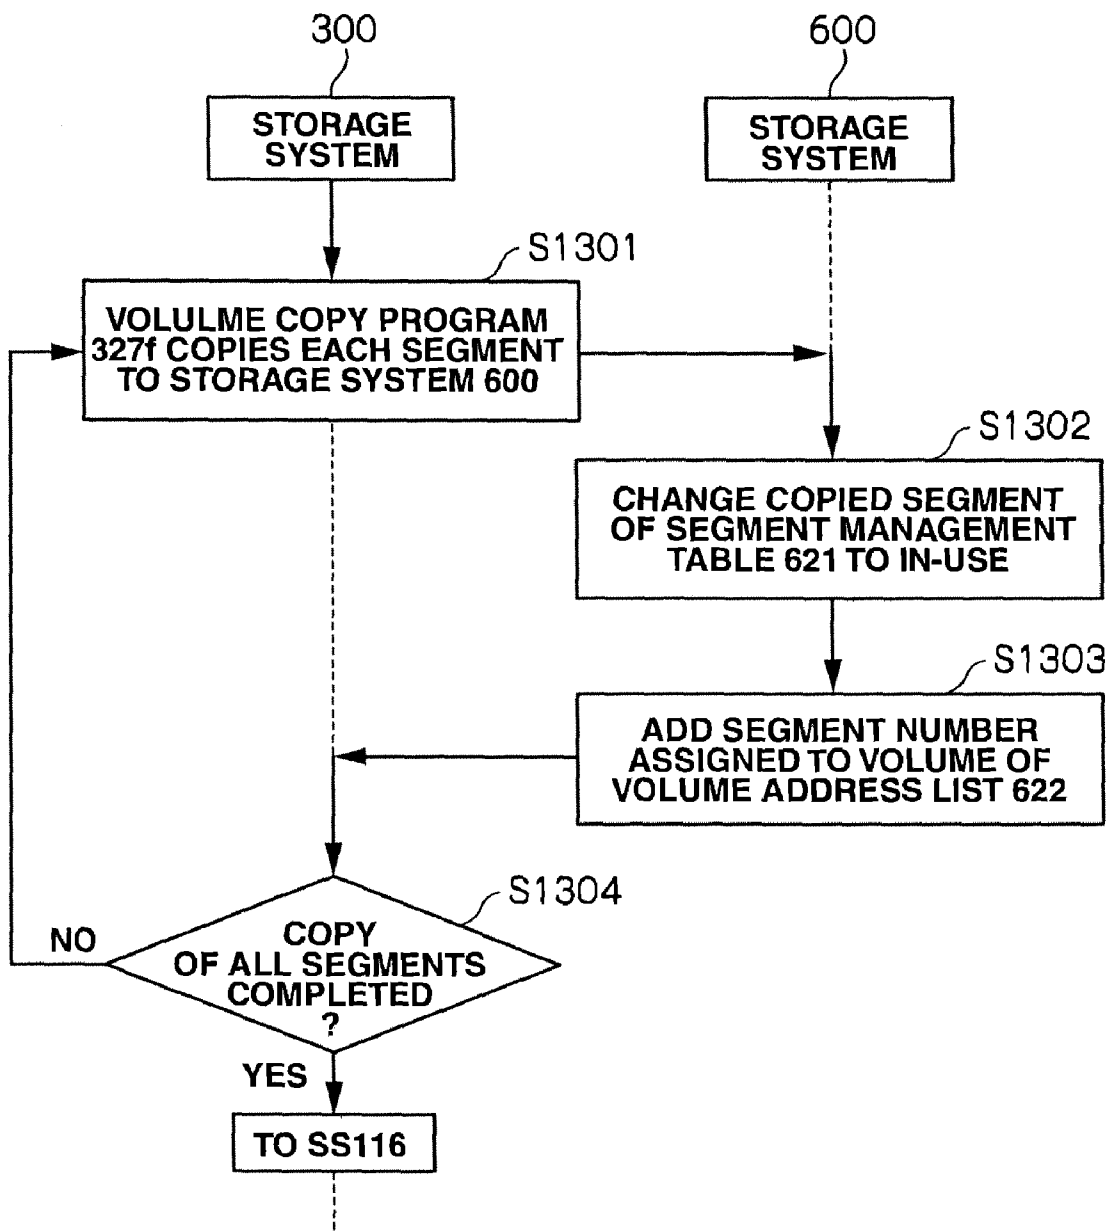 300
600
STORAGE
SYSTEM
STORAGE
SYSTEM
S1301
VOLULME COPY PROGRAM
327f COPIES EACH SEGMENT
TO STORAGE SYSTEM 600
S1302
CHANGE COPIED SEGMENT
OF SEGMENT MANAGEMENT
TABLE 621 TO IN-USE
S1303
ADD SEGMENT NUMBER
ASSIGNED TO VOLUME OF
VOLUME ADDRESS LIST 622
S1304
NO
COPY
OF ALL SEGMENTS
COMPLETED
?
YES
TO SS116